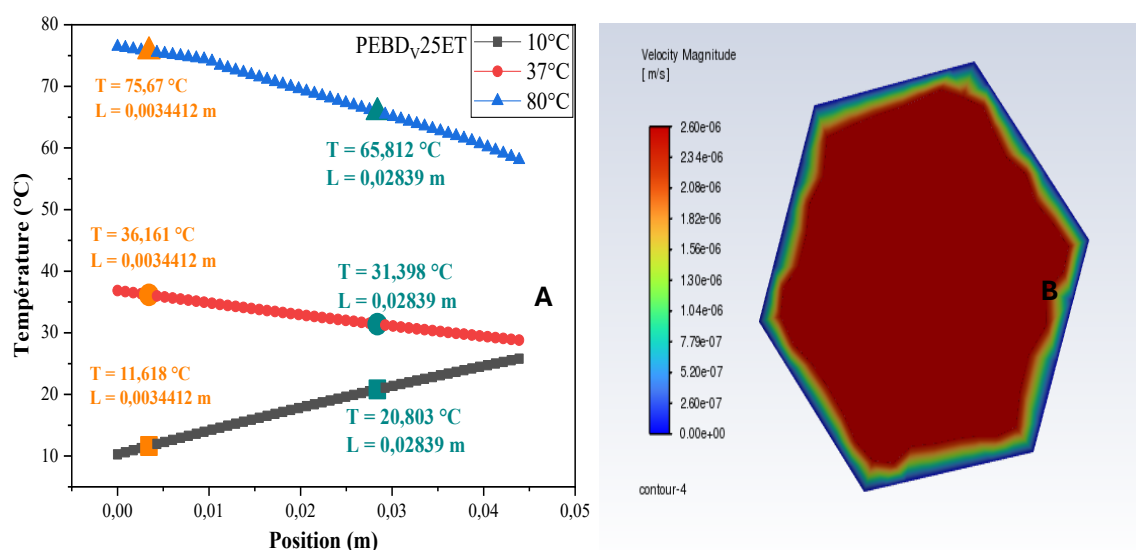 80
70
60
50
40
30
20
10
Température (°C)
PEBD_V25ET
10°C
37°C
80°C
T = 75,67 °C
L = 0,0034412 m
T = 65,812 °C
L = 0,02839 m
T = 36,161 °C
L = 0,0034412 m
T = 31,398 °C
L = 0,02839 m
A
T = 11,618 °C
L = 0,0034412 m
T = 20,803 °C
L = 0,02839 m
0,00 0,01 0,02 0,03 0,04 0,05
Position (m)
Velocity Magnitude
[ m/s ]
2.60e-06
2.34e-06
2.08e-06
1.82e-06
1.56e-06
1.30e-06
1.04e-06
7.79e-07
5.20e-07
2.60e-07
0.00e+00
B
contour-4